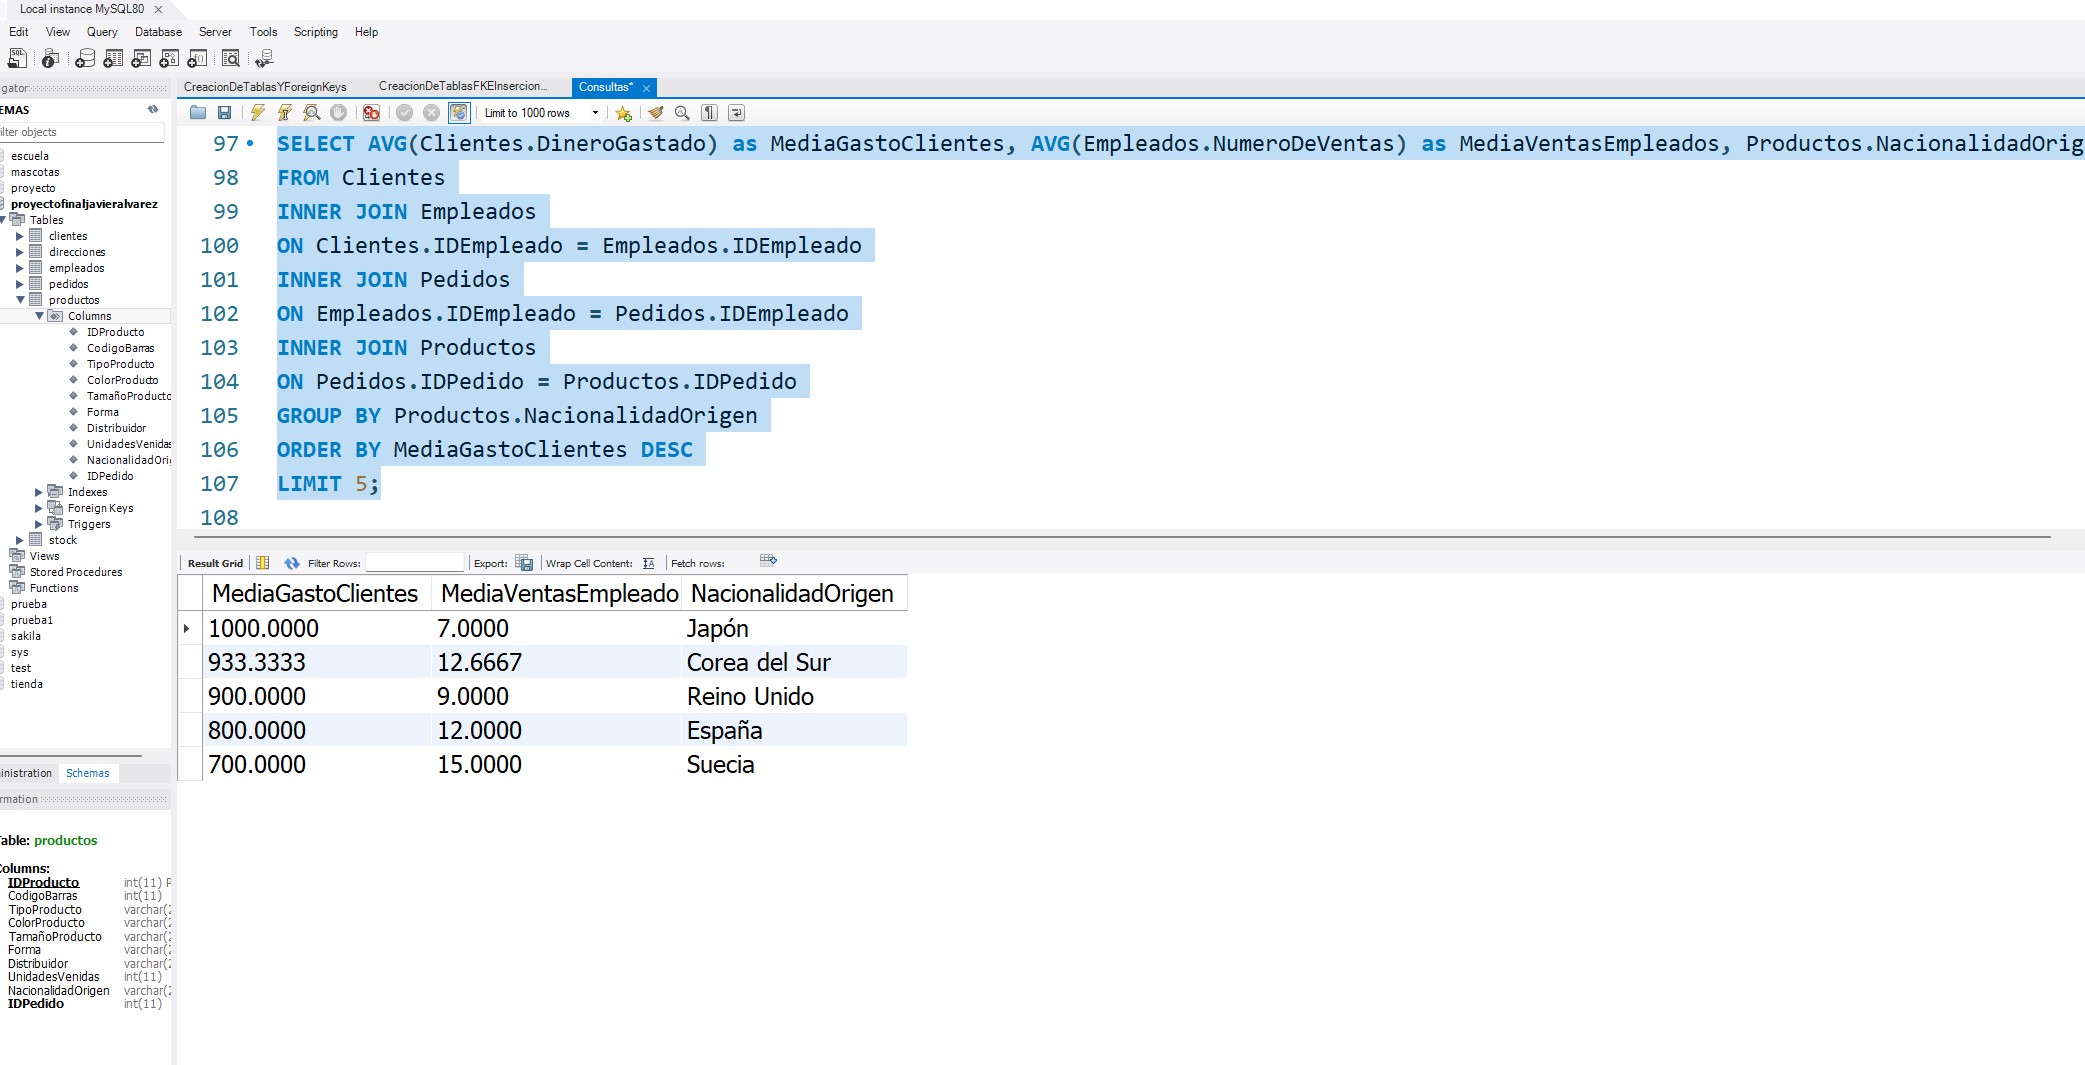 Local instance MySQL80
Edit View Query Database Server Tools Scripting Help
gator
CreacionDeTablasYForeignKeys CreacionDeTablasFKEInsercion... Consultas*
EMAS
Limit to 1000 rows
ilter objects
escuela
mascotas
proyecto
proyectofinaljavieralvarez
Tables
clientes
direcciones
empleados
pedidos
productos
Columns
IDProducto
CodigoBarras
TipoProducto
ColorProducto
TamañoProducto
Forma
Distribuidor
UnidadesVenidas
NacionalidadOri
IDPedido
Indexes
Foreign Keys
Triggers
stock
Views
Stored Procedures
Functions
prueba
prueba1
sakila
sys
test
tienda
inistration Schemas
rmation
able: productos
Columns:
IDProducto int(11) P
CodigoBarras int(11)
TipoProducto varchar(2
ColorProducto varchar(2
TamañoProducto varchar(2
Forma varchar(2
Distribuidor varchar(2
UnidadesVenidas int(11)
NacionalidadOrigen varchar(2
IDPedido int(11)
97 SELECT AVG(Clientes.DineroGastado) as MediaGastoClientes, AVG(Empleados.NumeroDeVentas) as MediaVentasEmpleados, Productos.NacionalidadOrig
98 FROM Clientes
99 INNER JOIN Empleados
100 ON Clientes.IDEmpleado = Empleados.IDEmpleado
101 INNER JOIN Pedidos
102 ON Empleados.IDEmpleado = Pedidos.IDEmpleado
103 INNER JOIN Productos
104 ON Pedidos.IDPedido = Productos.IDPedido
105 GROUP BY Productos.NacionalidadOrigen
106 ORDER BY MediaGastoClientes DESC
107 LIMIT 5;
108
Result Grid Filter Rows: Export: Wrap Cell Content: Fetch rows:
MediaGastoClientes MediaVentasEmpleado NacionalidadOrigen
1000.0000 7.0000 Japón
933.3333 12.6667 Corea del Sur
900.0000 9.0000 Reino Unido
800.0000 12.0000 España
700.0000 15.0000 Suecia